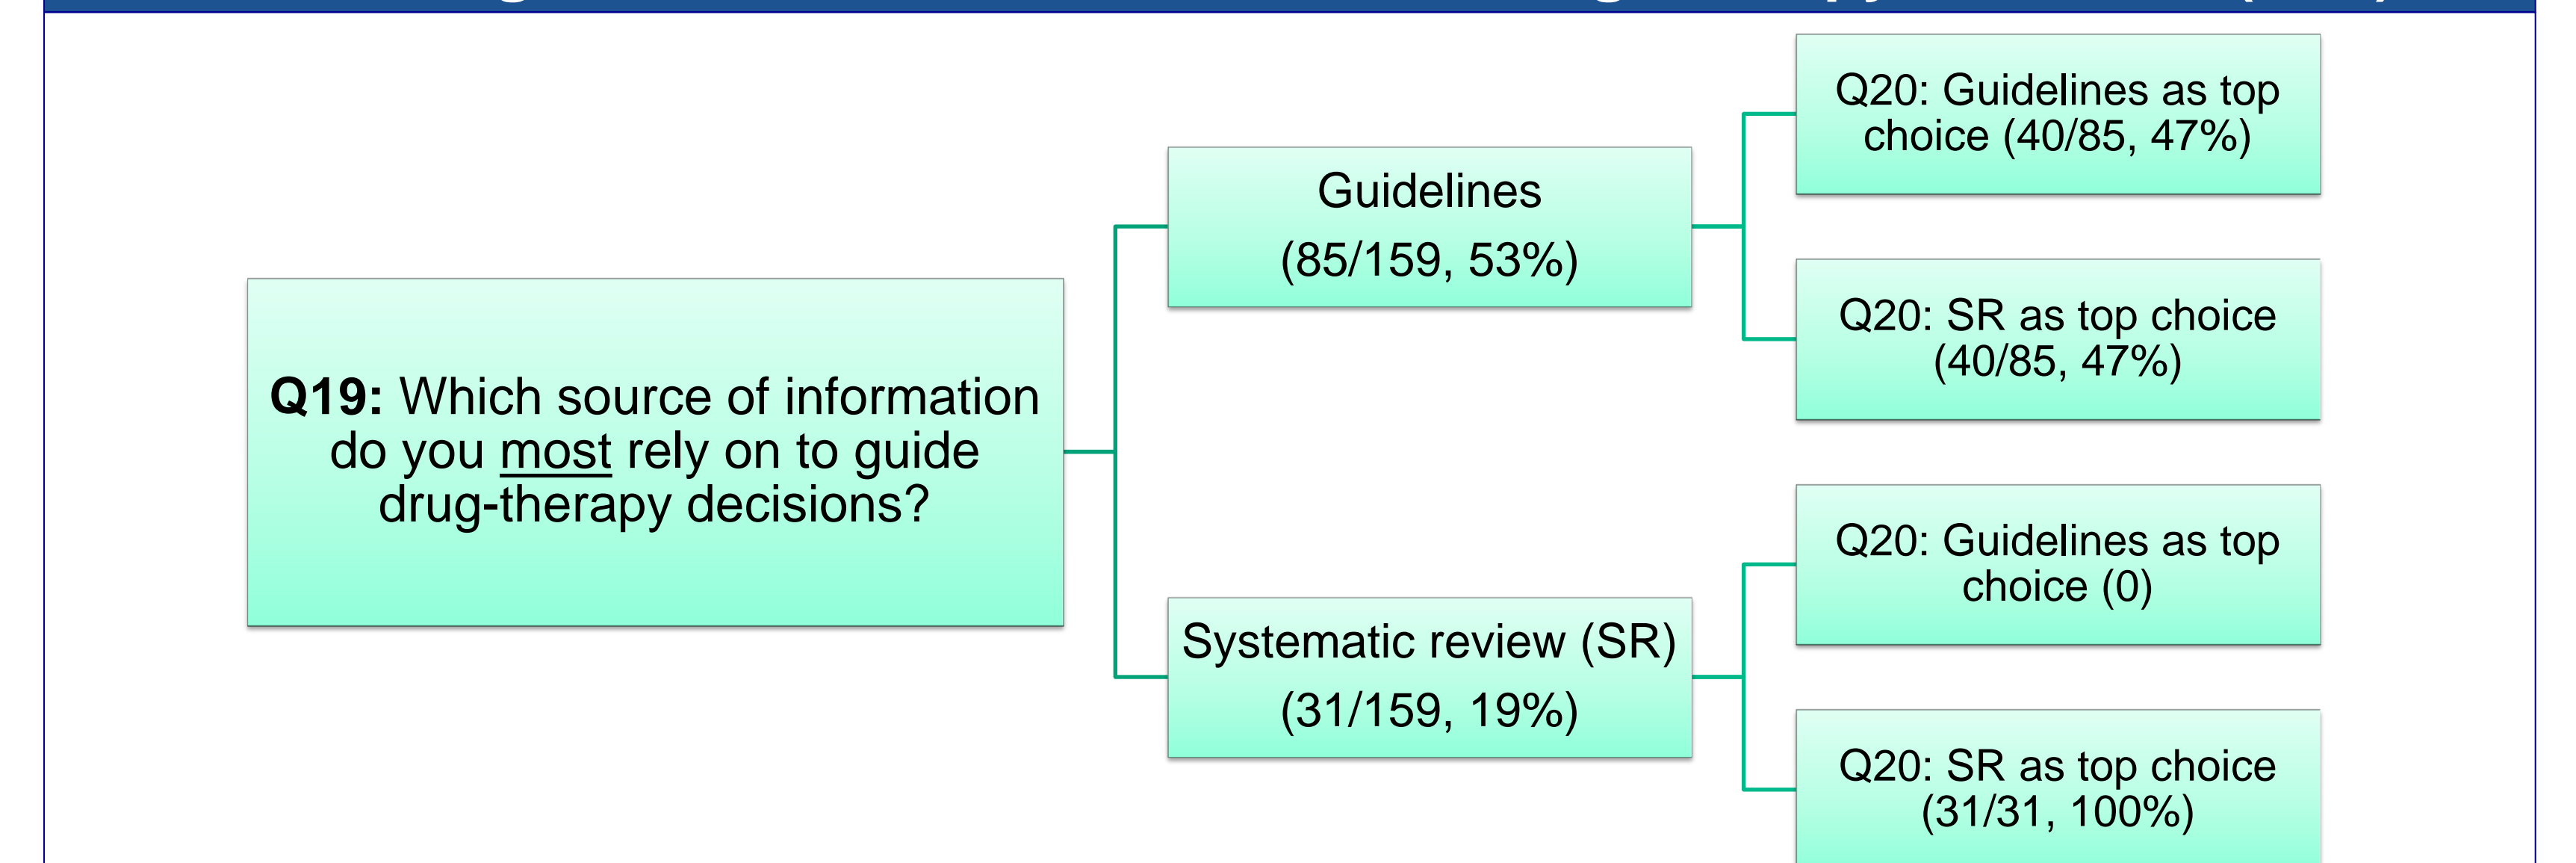 Q19: Which source of information
do you most rely on to guide
drug-therapy decisions?
Guidelines
(85/159, 53%)
Systematic review (SR)
(31/159, 19%)
Q20: Guidelines as top
choice (40/85, 47%)
Q20: SR as top choice
(40/85, 47%)
Q20: Guidelines as top
choice (0)
Q20: SR as top choice
(31/31, 100%)